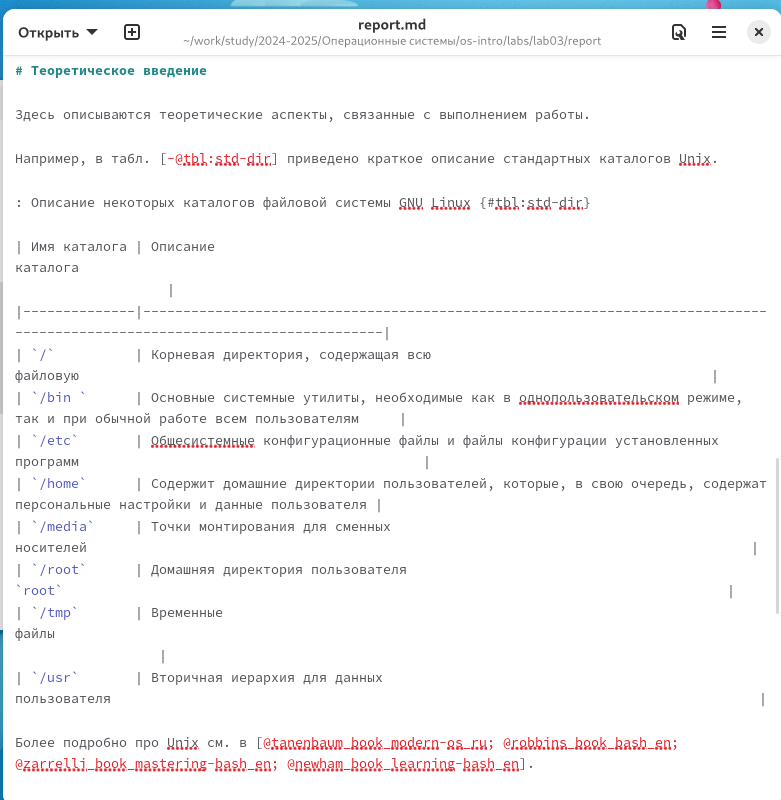 Открыть
report.md
~/work/study/2024-2025/Операционные системы/os-intro/labs/lab03/report
# Теоретическое введение
Здесь описываются теоретические аспекты, связанные с выполнением работы.
Например, в табл. [-@tbl:std-dir] приведено краткое описание стандартных каталогов Unix.
: Описание некоторых каталогов файловой системы GNU Linux {#tbl:std-dir}
| Имя каталога | Описание
каталога
|
|--------------|------------------------------------------------------------------------------
----------------------------------------------|
| `/`          | Корневая директория, содержащая всю
файловую                                                                               |
| `/bin `      | Основные системные утилиты, необходимые как в однопользовательском режиме,
так и при обычной работе всем пользователям     |
| `/etc`       | Общесистемные конфигурационные файлы и файлы конфигурации установленных
программ                                           |
| `/home`      | Содержит домашние директории пользователей, которые, в свою очередь, содержат
персональные настройки и данные пользователя |
| `/media`     | Точки монтирования для сменных
носителей                                                                                   |
| `/root`      | Домашняя директория пользователя
`root`                                                                                   |
| `/tmp`       | Временные
файлы
|
| `/usr`       | Вторичная иерархия для данных
пользователя                                                                                 |
Более подробно про Unix см. в [@tanenbaum_book_modern-os_ru; @robbins_book_bash_en;
@zarrelli_book_mastering-bash_en; @newham_book_learning-bash_en].